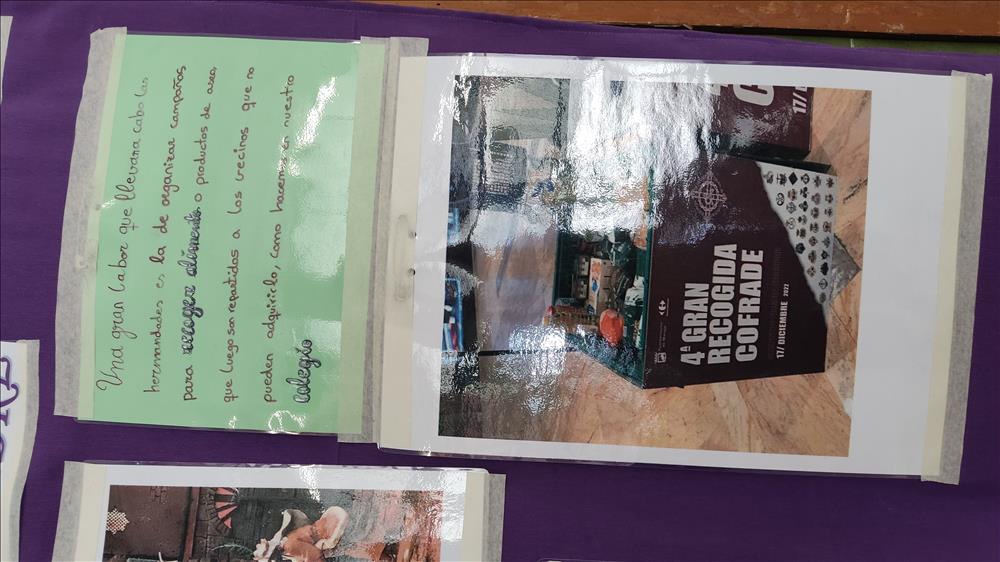 Una gran labor que llevan a cabo las
hermandades es la de organizar campañas
para recoger alimento o productos de aseo,
que luego son repartidos a los vecinos que no
pueden adquirirlo, como hacemos en nuestro
colegio
4ª GRAN
RECOGIDA
COFRADE
17/ DICIEMBRE 2022
G
17/